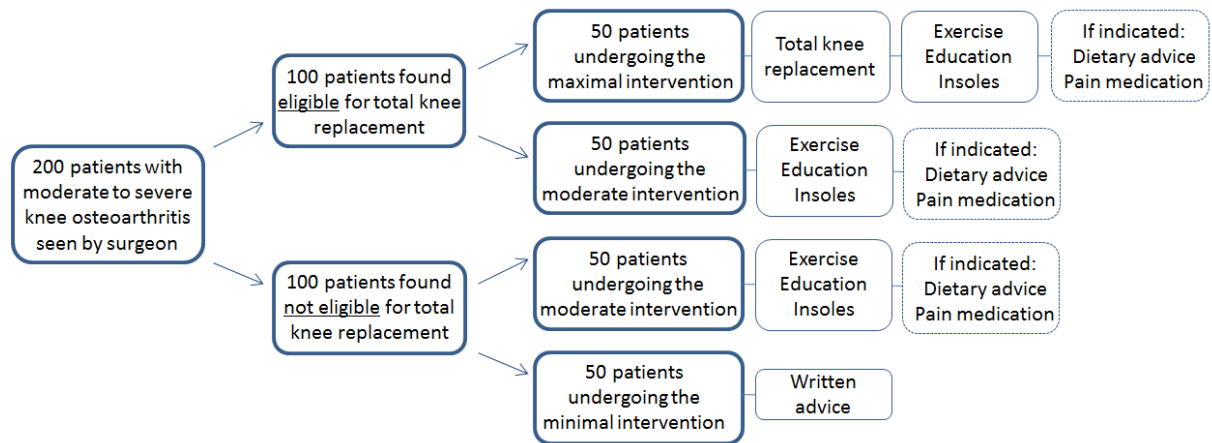 200 patients with
moderate to severe
knee osteoarthritis
seen by surgeon
100 patients found
eligible for total knee
replacement
50 patients
undergoing the
maximal intervention
Total knee
replacement
Exercise
Education
Insoles
If indicated:
Dietary advice
Pain medication
50 patients
undergoing the
moderate intervention
Exercise
Education
Insoles
If indicated:
Dietary advice
Pain medication
100 patients found
not eligible for total
knee replacement
50 patients
undergoing the
moderate intervention
Exercise
Education
Insoles
If indicated:
Dietary advice
Pain medication
50 patients
undergoing the
minimal intervention
Written
advice